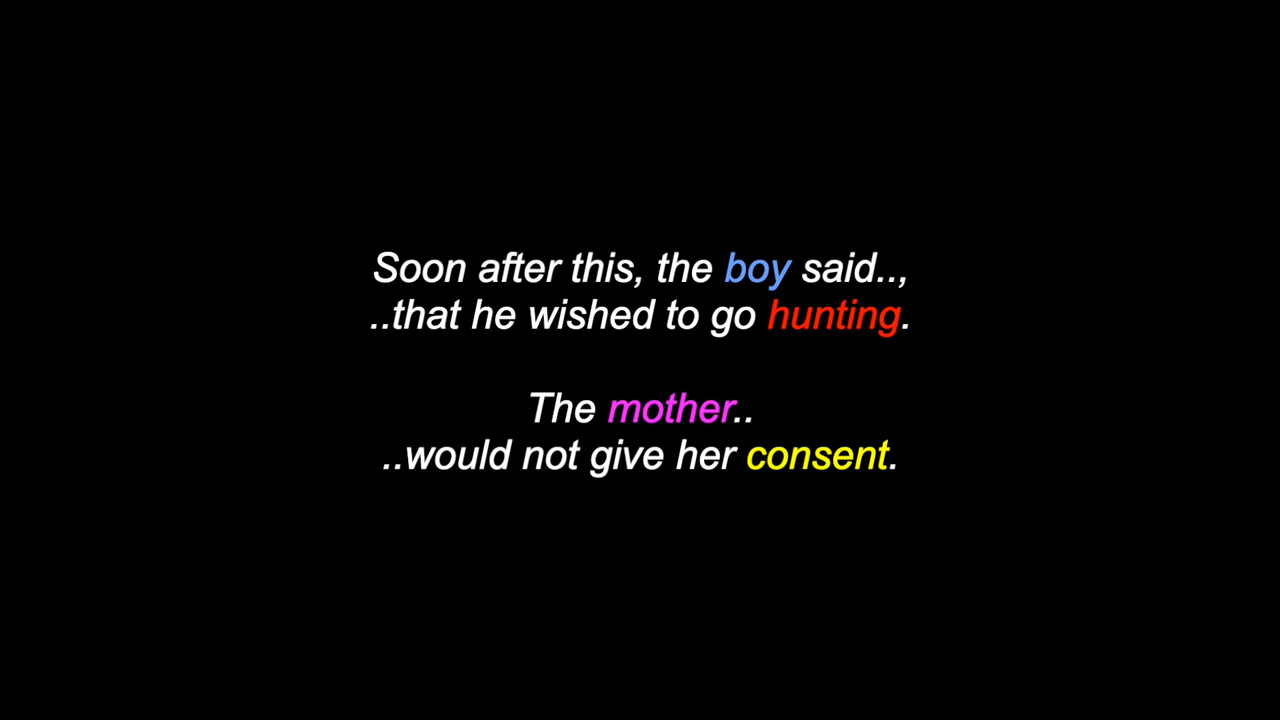 Soon after this, the boy said..,
..that he wished to go hunting.
The mother..
..would not give her consent.